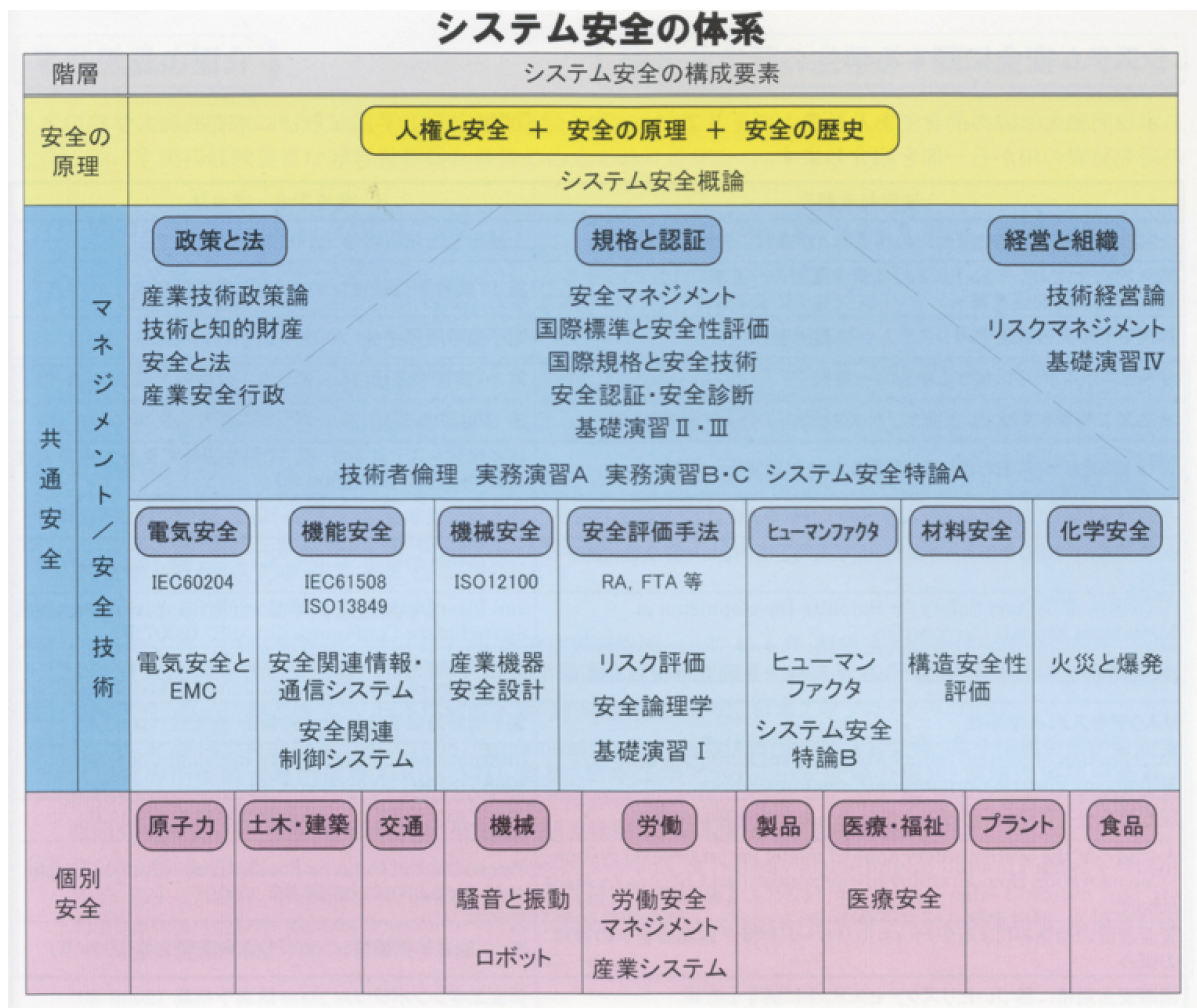 システム安全の体系
階層
システム安全の構成要素
安全の
原理
人権と安全 + 安全の原理 + 安全の歴史
システム安全概論
共通安全
マネジメント/安全技術
政策と法
産業技術政策論
技術と知的財産
安全と法
産業安全行政
規格と認証
安全マネジメント
国際標準と安全性評価
国際規格と安全技術
安全認証・安全診断
基礎演習Ⅱ・Ⅲ
経営と組織
技術経営論
リスクマネジメント
基礎演習Ⅳ
技術者倫理 実務演習A 実務演習B・C システム安全特論A
電気安全
IEC60204
電気安全と
EMC
機能安全
IEC61508
ISO13849
安全関連情報・
通信システム
安全関連
制御システム
機械安全
ISO12100
産業機器
安全設計
安全評価手法
RA, FTA 等
リスク評価
安全論理学
基礎演習Ⅰ
ヒューマンファクタ
ヒューマン
ファクタ
システム安全
特論B
材料安全
構造安全性
評価
化学安全
火災と爆発
個別
安全
原子力
土木・建築
交通
機械
騒音と振動
ロボット
労働
労働安全
マネジメント
産業システム
製品
医療・福祉
医療安全
プラント
食品